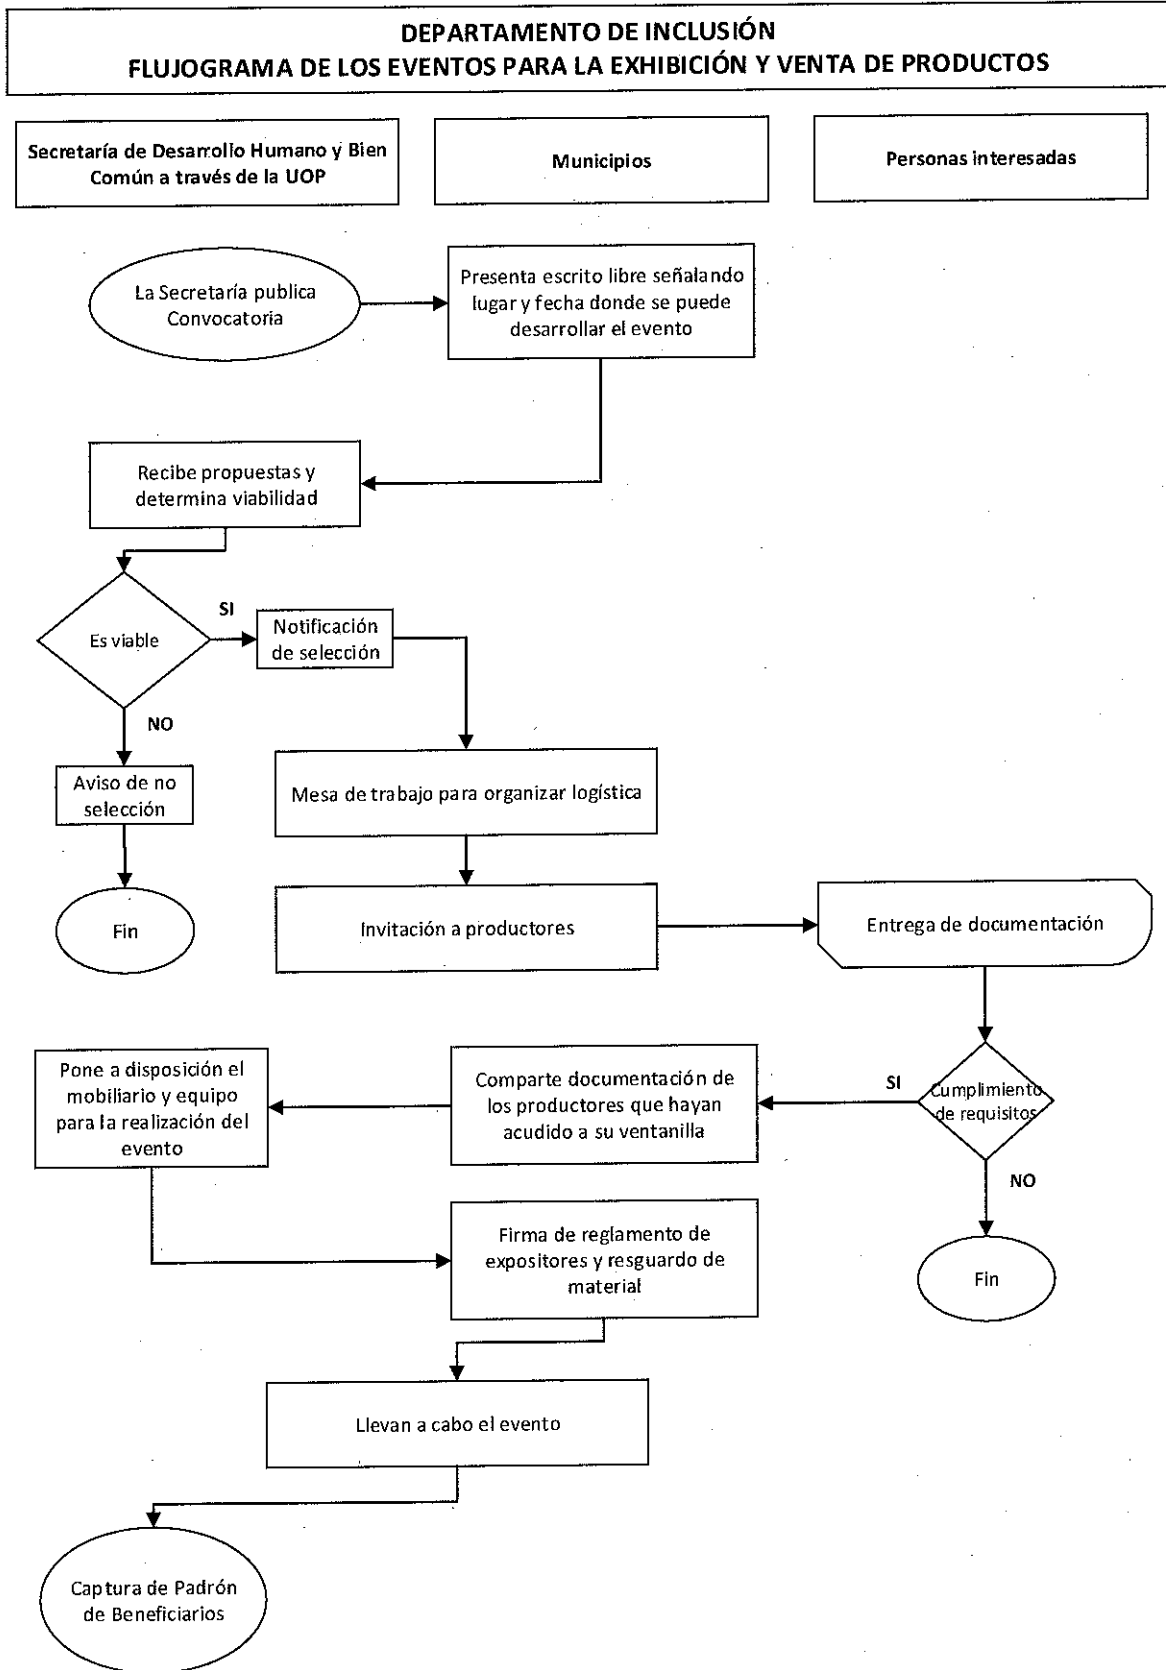 DEPARTAMENTO DE INCLUSIÓN
FLUJOGRAMA DE LOS EVENTOS PARA LA EXHIBICIÓN Y VENTA DE PRODUCTOS
Secretaría de Desarrollo Humano y Bien
Común a través de la UOP
Municipios
Personas interesadas
La Secretaría publica
Convocatoria
Presenta escrito libre señalando
lugar y fecha donde se puede
desarrollar el evento
Recibe propuestas y
determina viabilidad
Es viable
SI
Notificación
de selección
NO
Aviso de no
selección
Mesa de trabajo para organizar logística
Fin
Invitación a productores
Entrega de documentación
Pone a disposición el
mobiliario y equipo
para la realización del
evento
Comparte documentación de
los productores que hayan
acudido a su ventanilla
SI
Cumplimiento
de requisitos
NO
Firma de reglamento de
expositores y resguardo de
material
Fin
Llevan a cabo el evento
Captura de Padrón
de Beneficiarios